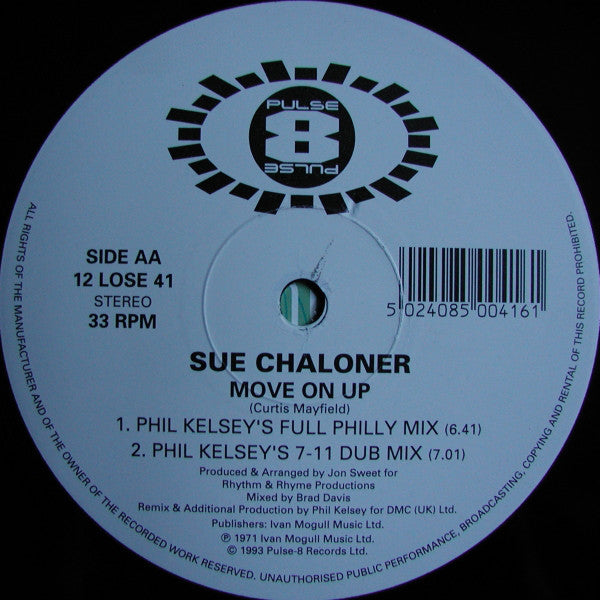 PULSE
8
PULSE
SIDE AA
12 LOSE 41
STEREO
33 RPM
5 024085 004161
SUE CHALONER
MOVE ON UP
(Curtis Mayfield)
1. PHIL KELSEY'S FULL PHILLY MIX (6.41)
2. PHIL KELSEY'S 7-11 DUB MIX (7.01)
Produced & Arranged by Jon Sweet for
Rhythm & Rhyme Productions
Mixed by Brad Davis
Remix & Additional Production by Phil Kelsey for DMC (UK) Ltd.
Publishers: Ivan Mogull Music Ltd.
℗ 1971 Ivan Mogull Music Ltd.
© 1993 Pulse-8 Records Ltd.
ALL RIGHTS OF THE MANUFACTURER AND OF THE OWNER OF THE RECORDED WORK RESERVED. UNAUTHORISED PUBLIC PERFORMANCE, BROADCASTING, COPYING AND RENTAL OF THIS RECORD PROHIBITED.